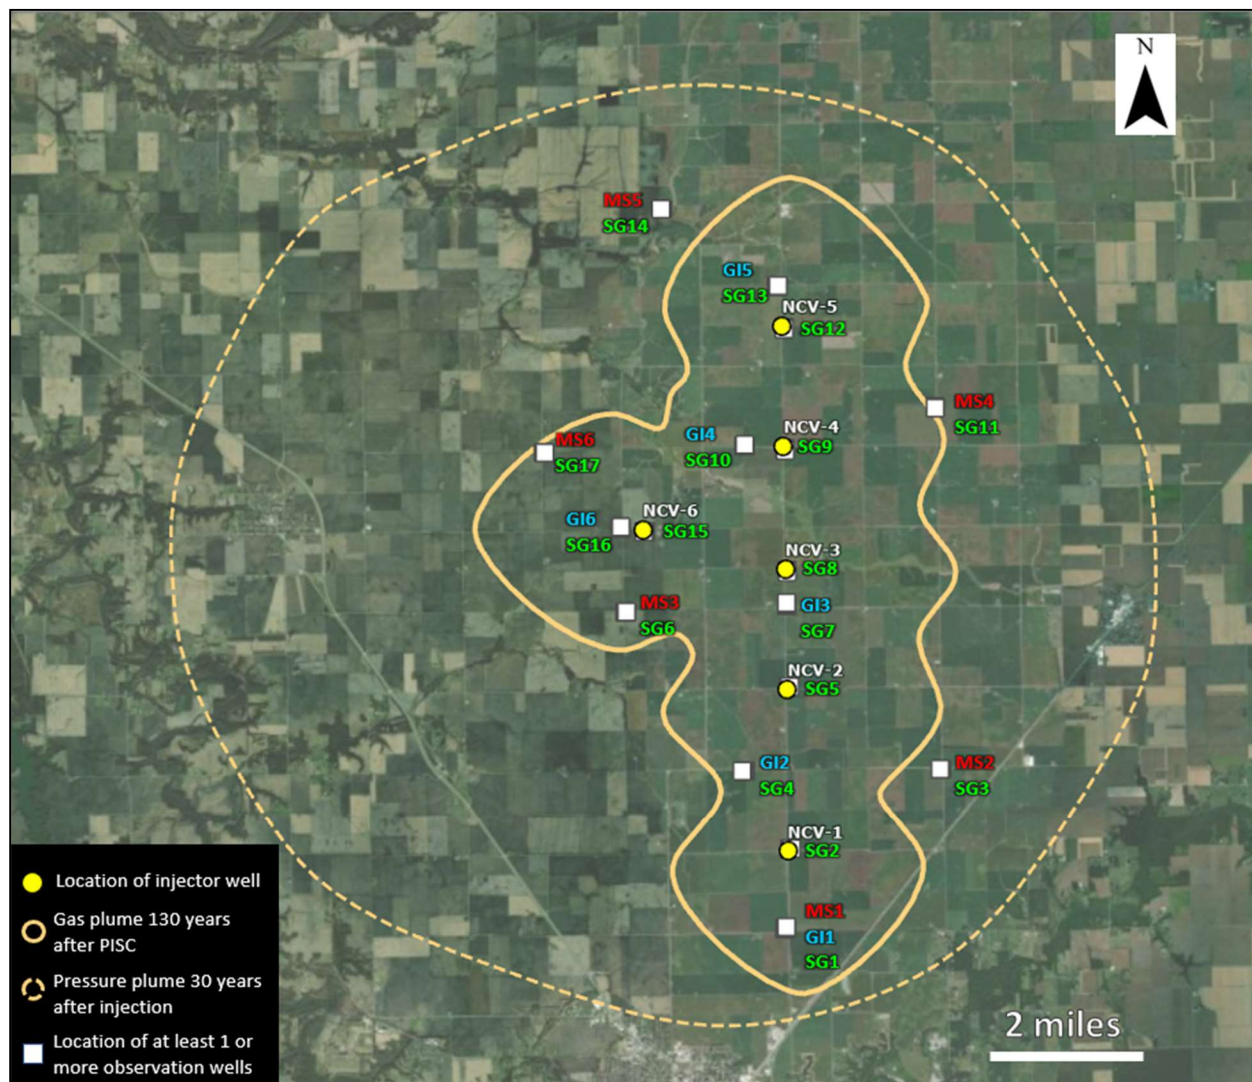 N
MS5
SG14
GI5
SG13
NCV-5
SG12
MS4
SG11
NCV-4
GI4
SG9
SG10
MS6
SG17
NCV-6
GI6
SG15
SG16
NCV-3
SG8
MS3
GI3
SG6
SG7
NCV-2
SG5
GI2
SG4
MS2
SG3
NCV-1
SG2
MS1
GI1
SG1
Location of injector well
Gas plume 130 years
after PISC
Pressure plume 30 years
after injection
Location of at least 1 or
more observation wells
2 miles